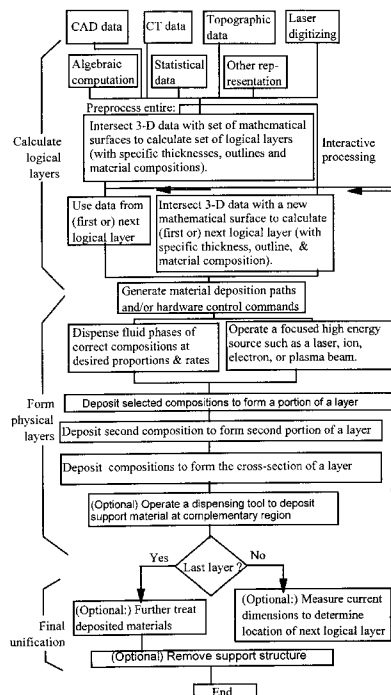 CAD data
CT data
Topographic
data
Laser
digitizing
Algebraic
computation
Statistical
data
Other rep-
resentation
Preprocess entire:
Intersect 3-D data with set of mathematical
surfaces to calculate set of logical layers
(with specific thicknesses, outlines and
material compositions).
Calculate
logical
layers
Interactive
processing
Use data from
(first or) next
logical layer
Intersect 3-D data with a new
mathematical surface to calculate
(first or) next logical layer (with
specific thickness, outline, &
material composition).
Generate material deposition paths
and/or hardware control commands
Dispense fluid phases of
correct compositions at
desired proportions & rates
Operate a focused high energy
source such as a laser, ion,
electron, or plasma beam.
Form
physical
layers
Deposit selected compositions to form a portion of a layer
Deposit second composition to form second portion of a layer
Deposit compositions to form the cross-section of a layer
(Optional) Operate a dispensing tool to deposit
support material at complementary region
Yes
Last layer ?
No
Final
unification
(Optional:) Further treat
deposited materials
(Optional:) Measure current
dimensions to determine
location of next logical layer
(Optional) Remove support structure
End